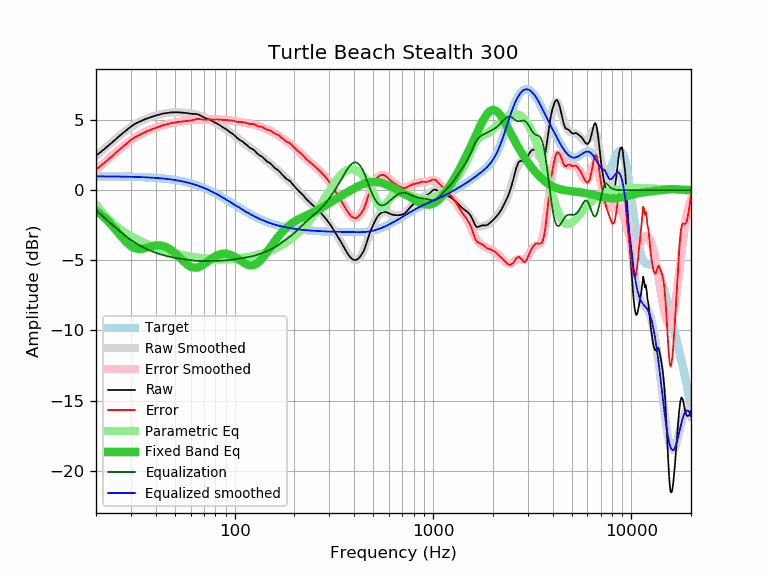 Turtle Beach Stealth 300
Amplitude (dBr)
5
0
−5
−10
−15
−20
Target
Raw Smoothed
Error Smoothed
Raw
Error
Parametric Eq
Fixed Band Eq
Equalization
Equalized smoothed
100
1000
10000
Frequency (Hz)